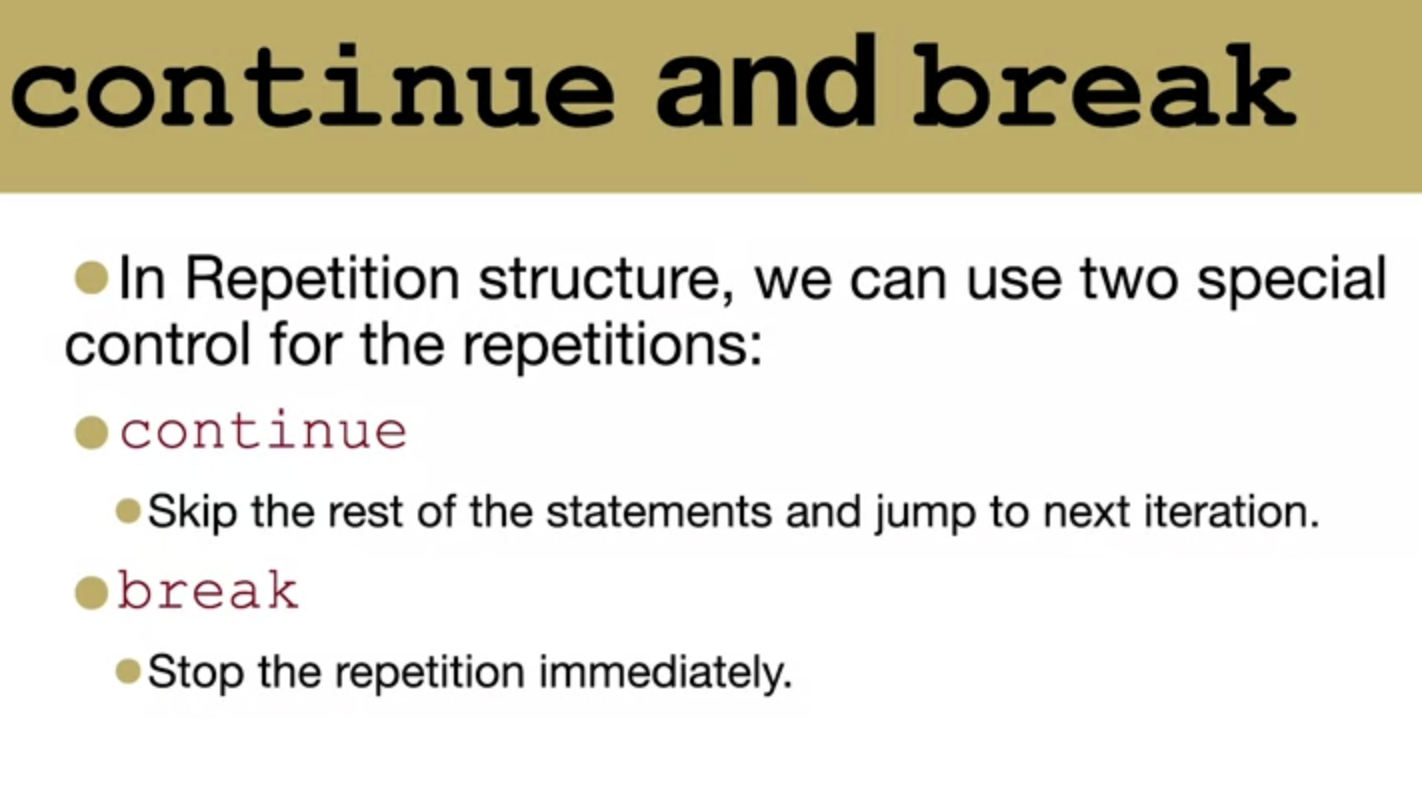 continue and break
In Repetition structure, we can use two special
control for the repetitions:
continue
Skip the rest of the statements and jump to next iteration.
break
Stop the repetition immediately.